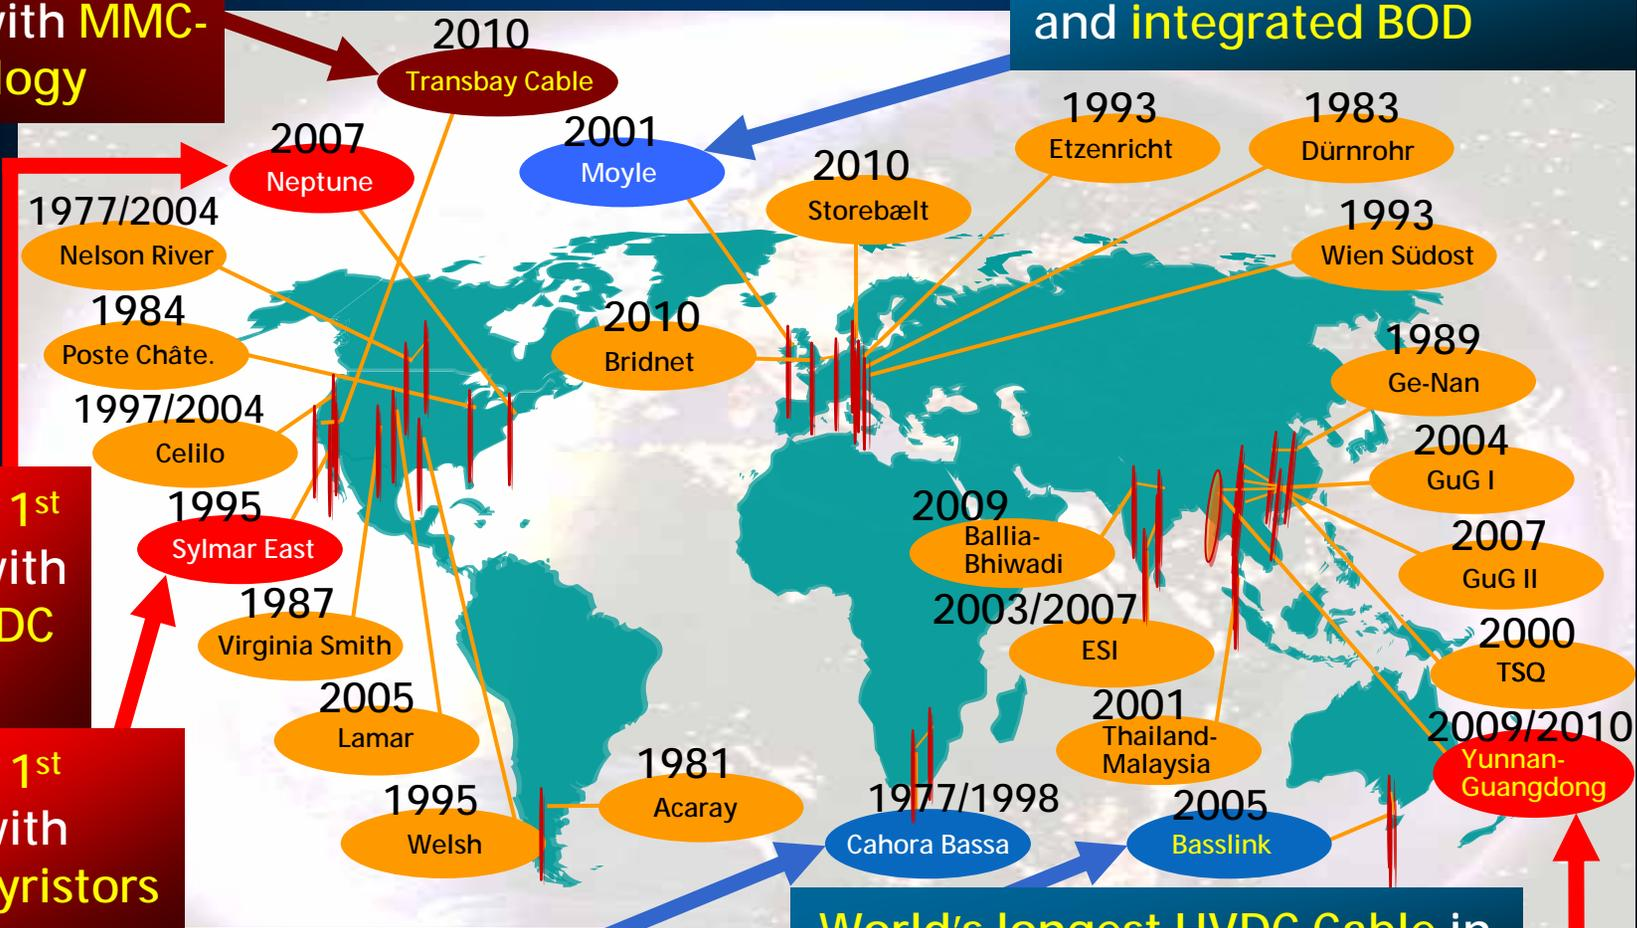 with MMC-
logy
and integrated BOD
2010
Transbay Cable
2007
Neptune
2001
Moyle
2010
Storebælt
1993
Etzenricht
1983
Dürnrohr
1993
Wien Südost
1977/2004
Nelson River
1984
Poste Châte.
2010
Bridnet
1989
Ge-Nan
1997/2004
Celilo
2004
GuG I
1995
Sylmar East
2009
Ballia-
Bhiwadi
2007
GuG II
1st
with
DC
1987
Virginia Smith
2003/2007
ESI
2000
TSQ
2005
Lamar
2001
Thailand-
Malaysia
2009/2010
Yunnan-
Guangdong
1995
Welsh
1981
Acaray
1977/1998
Cahora Bassa
2005
Basslink
1st
with
yristors
World's longest HVDC Cable in